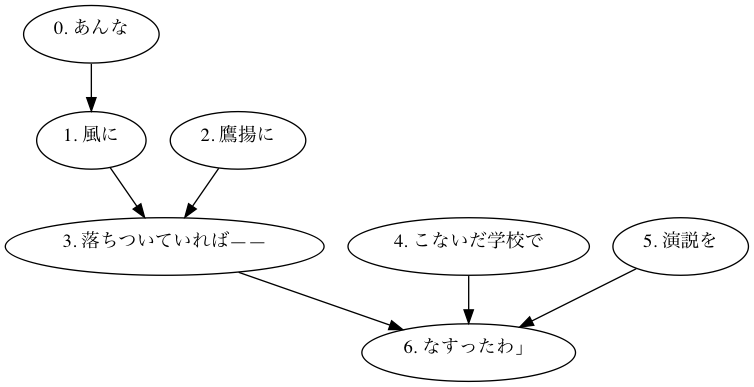 0. あんな
1. 風に
2. 鷹揚に
3. 落ちついていれば――
4. こないだ学校で
5. 演説を
6. なすったわ」